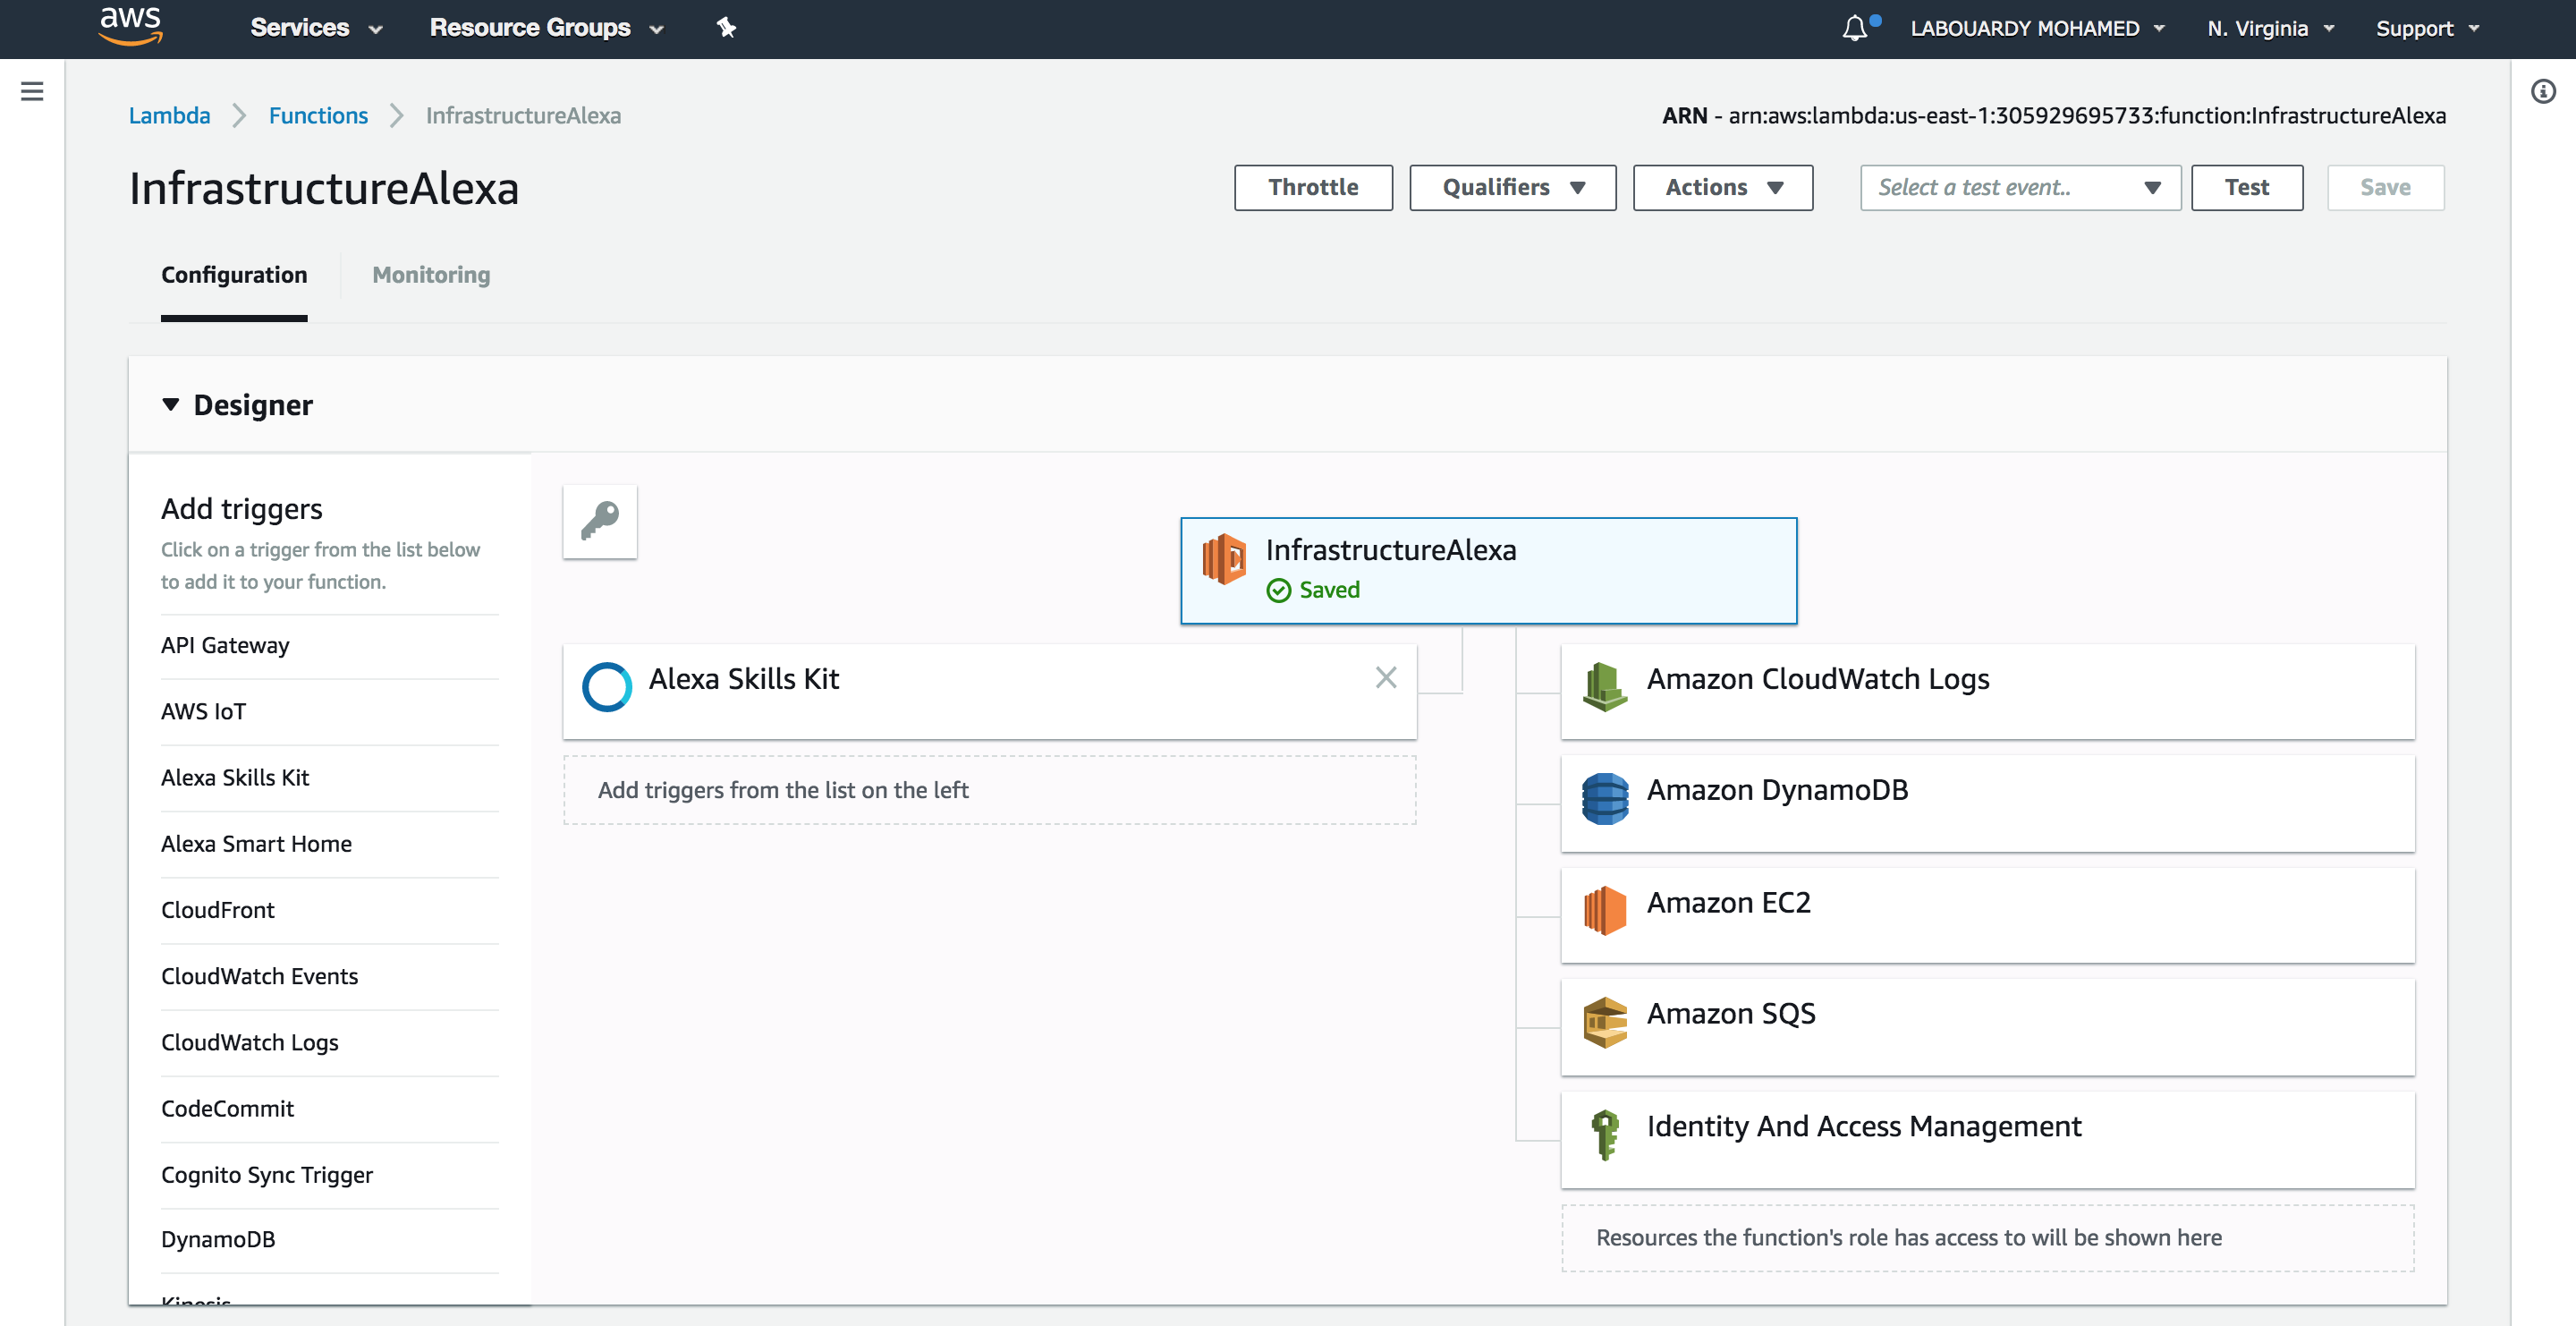 aws Services Resource Groups LABOUARDY MOHAMED N. Virginia Support
Lambda Functions InfrastructureAlexa ARN - arn:aws:lambda:us-east-1:305929695733:function:InfrastructureAlexa
InfrastructureAlexa Throttle Qualifiers Actions Select a test event.. Test Save
Configuration Monitoring
Designer
Add triggers
Click on a trigger from the list below
to add it to your function.
API Gateway
AWS IoT
Alexa Skills Kit
Alexa Smart Home
CloudFront
CloudWatch Events
CloudWatch Logs
CodeCommit
Cognito Sync Trigger
DynamoDB
Kinesis
InfrastructureAlexa
Saved
Alexa Skills Kit
Add triggers from the list on the left
Amazon CloudWatch Logs
Amazon DynamoDB
Amazon EC2
Amazon SQS
Identity And Access Management
Resources the function's role has access to will be shown here